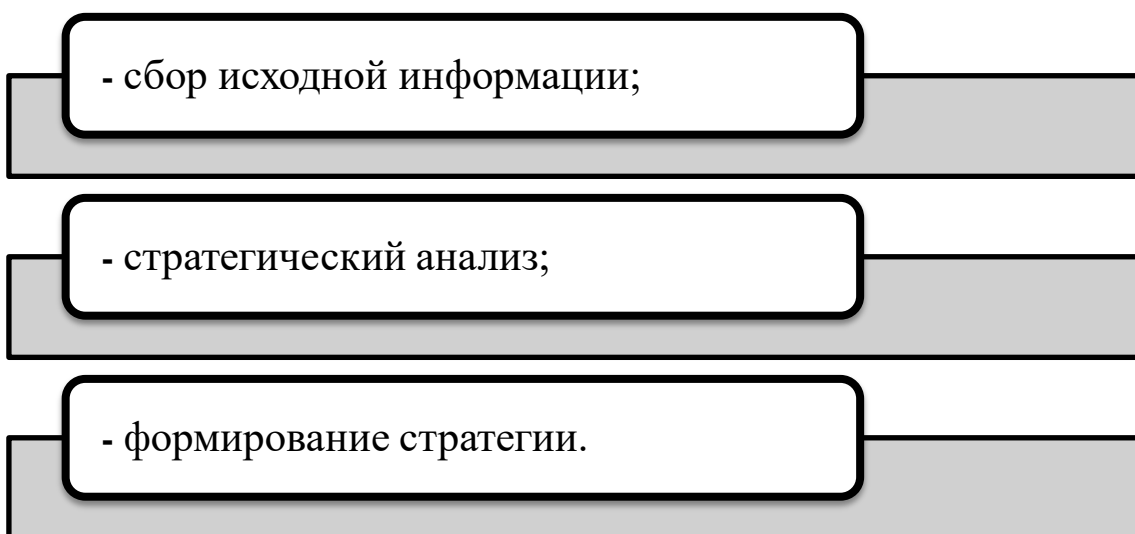 - сбор исходной информации;
- стратегический анализ;
- формирование стратегии.